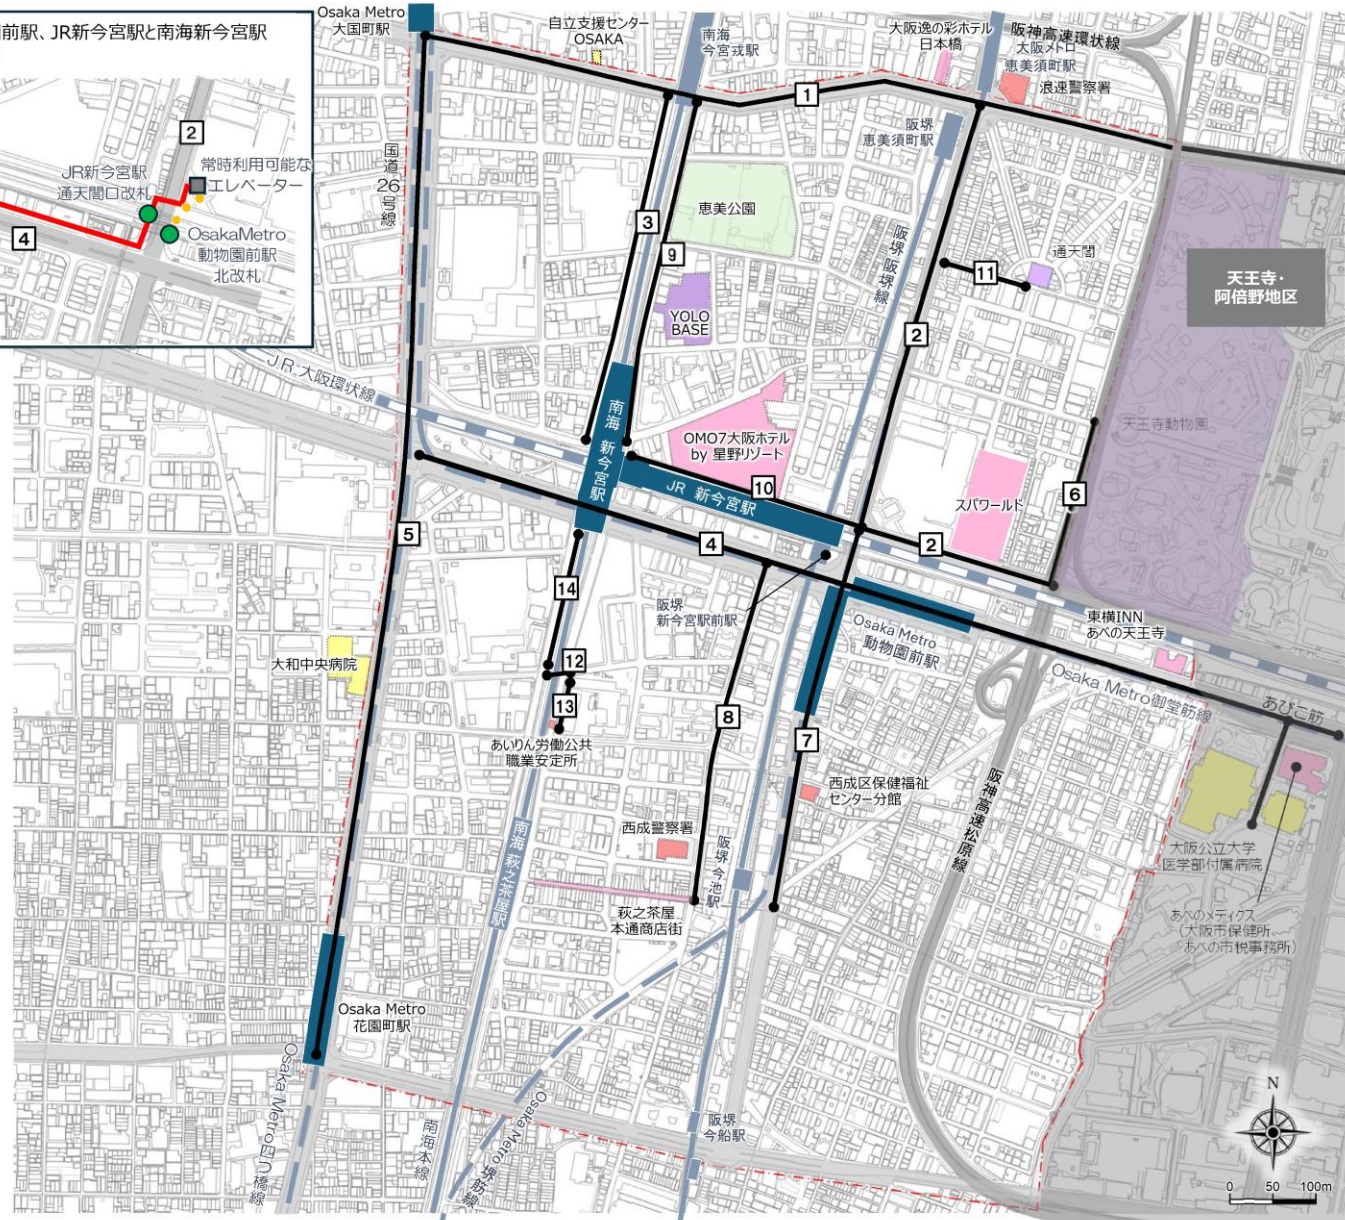 前駅、JR新今宮駅と南海新今宮駅
2
JR新今宮駅
通天閣口改札
常時利用可能な
エレベーター
4
OsakaMetro
動物園前駅
北改札
Osaka Metro
大国町駅
自立支援センター
OSAKA
南海
今宮戎駅
大阪逸の彩ホテル
日本橋
阪神高速環状線
大阪メトロ
恵美須町駅
浪速警察署
1
阪堺
恵美須町駅
国道26号線
3
恵美公園
9
阪堺 阪堺線
通天閣
11
天王寺・
阿倍野地区
YOLO
BASE
2
JR 大阪環状線
南海 新今宮駅
OMO7大阪ホテル
by 星野リゾート
天王寺動物園
10
JR 新今宮駅
スパワールド
6
5
4
2
14
阪堺
新今宮駅前駅
Osaka Metro
動物園前駅
東横INN
あべの天王寺
大和中央病院
12
Osaka Metro御堂筋線
あびこ筋
13
8
あいりん労働公共
職業安定所
7
西成区保健福祉
センター分館
阪神高速松原線
南海 萩之茶屋駅
西成警察署
阪堺 今池駅
大阪公立大学
医学部付属病院
萩之茶屋
本通商店街
あべのメディクス
(大阪市保健所、
あべの市税事務所)
Osaka Metro
花園町駅
Osaka Metro四つ橋線
南海本線
Osaka Metro 堺筋線
阪堺
今船駅
N
0 50 100m